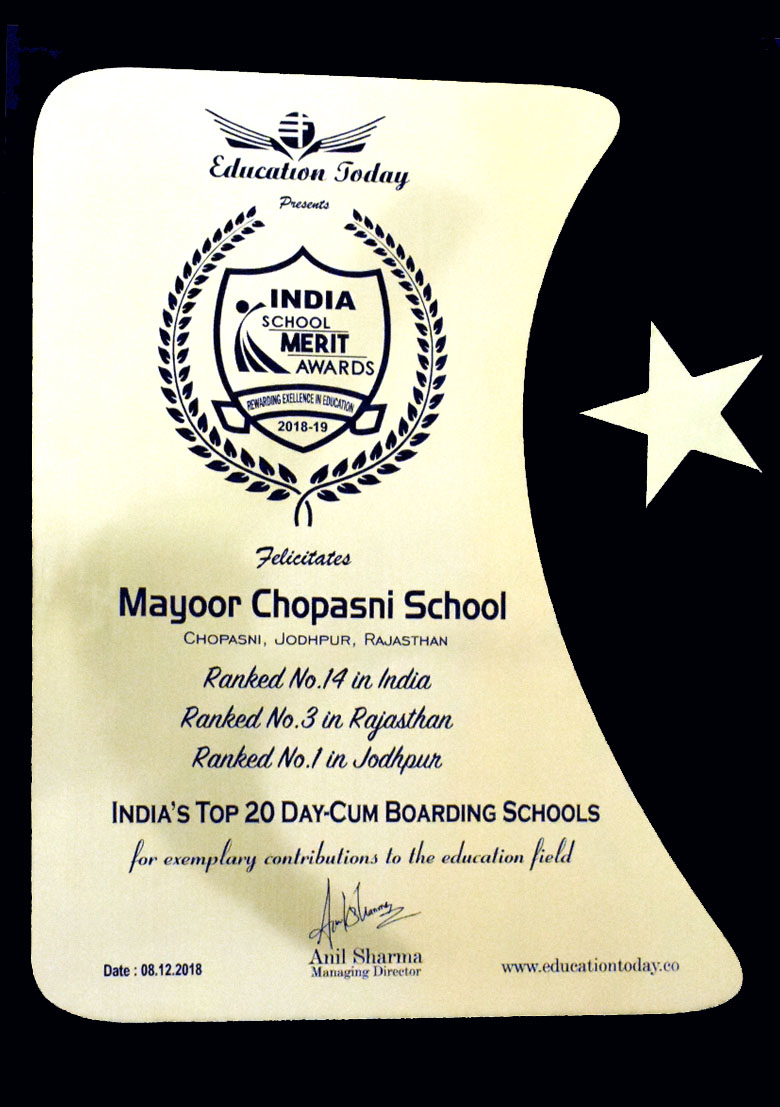 Education Today
Presents
INDIA
SCHOOL
MERIT
AWARDS
REWARDING EXELLENCE IN EDUCATION
2018-19
Felicitates
Mayoor Chopasni School
CHOPASNI, JODHPUR, RAJASTHAN
Ranked No.14 in India
Ranked No.3 in Rajasthan
Ranked No.1 in Jodhpur
INDIA'S TOP 20 DAY-CUM BOARDING SCHOOLS
for exemplary contributions to the education field
Anil Sharma
Managing Director
Date : 08.12.2018
www.educationtoday.co